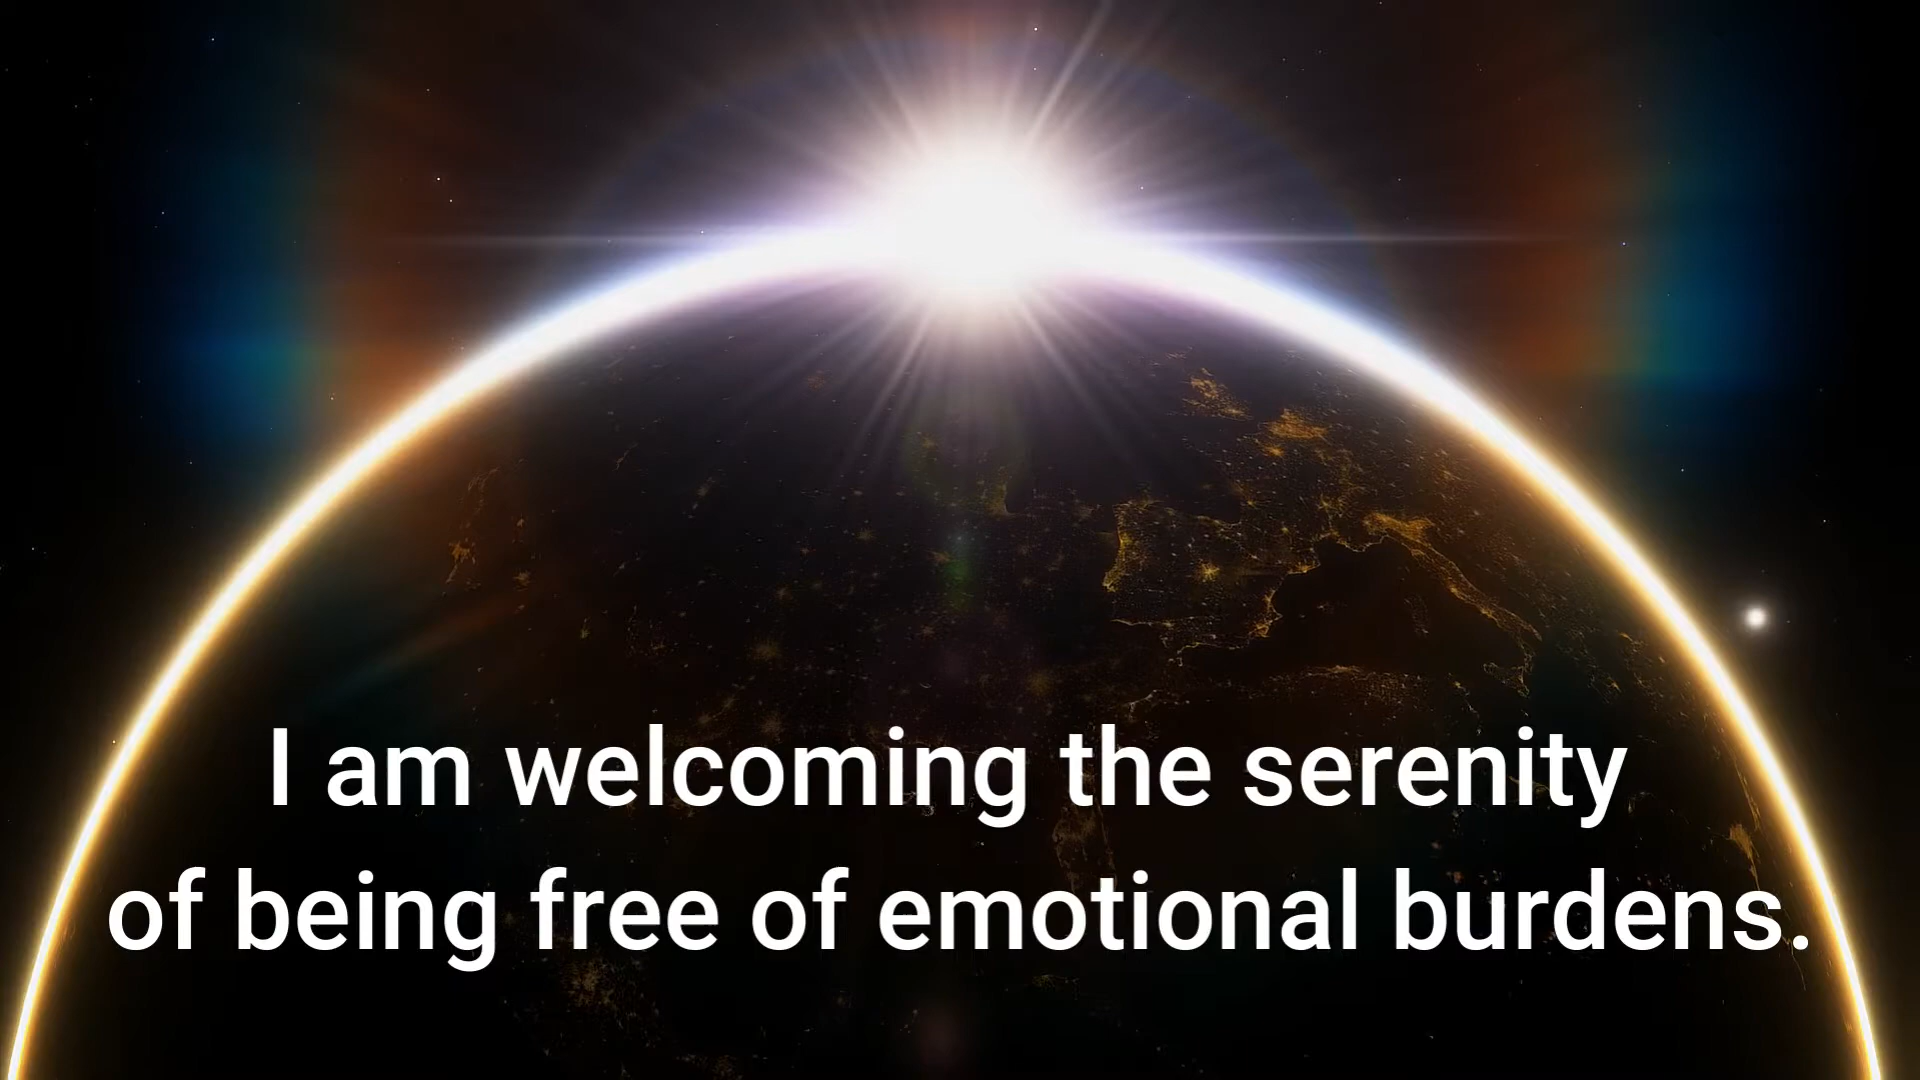 I am welcoming the serenity
of being free of emotional burdens.